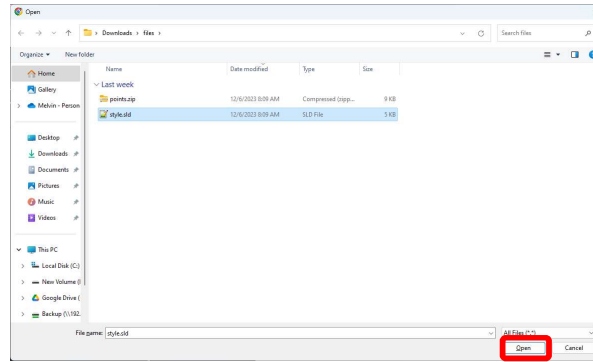 Open
Downloads › files ›
Search files
Organize
New folder
Name
Date modified
Type
Size
Home
Gallery
Melvin - Person
Desktop
Downloads
Documents
Pictures
Music
Videos
This PC
Local Disk (C:)
New Volume (
Google Drive (
Backup (\\192.
Last week
points.zip
12/6/2023 8:09 AM
Compressed (zipp...
9 KB
style.sld
12/6/2023 8:09 AM
SLD File
5 KB
File name:
style.sld
All Files (*.*)
Open
Cancel